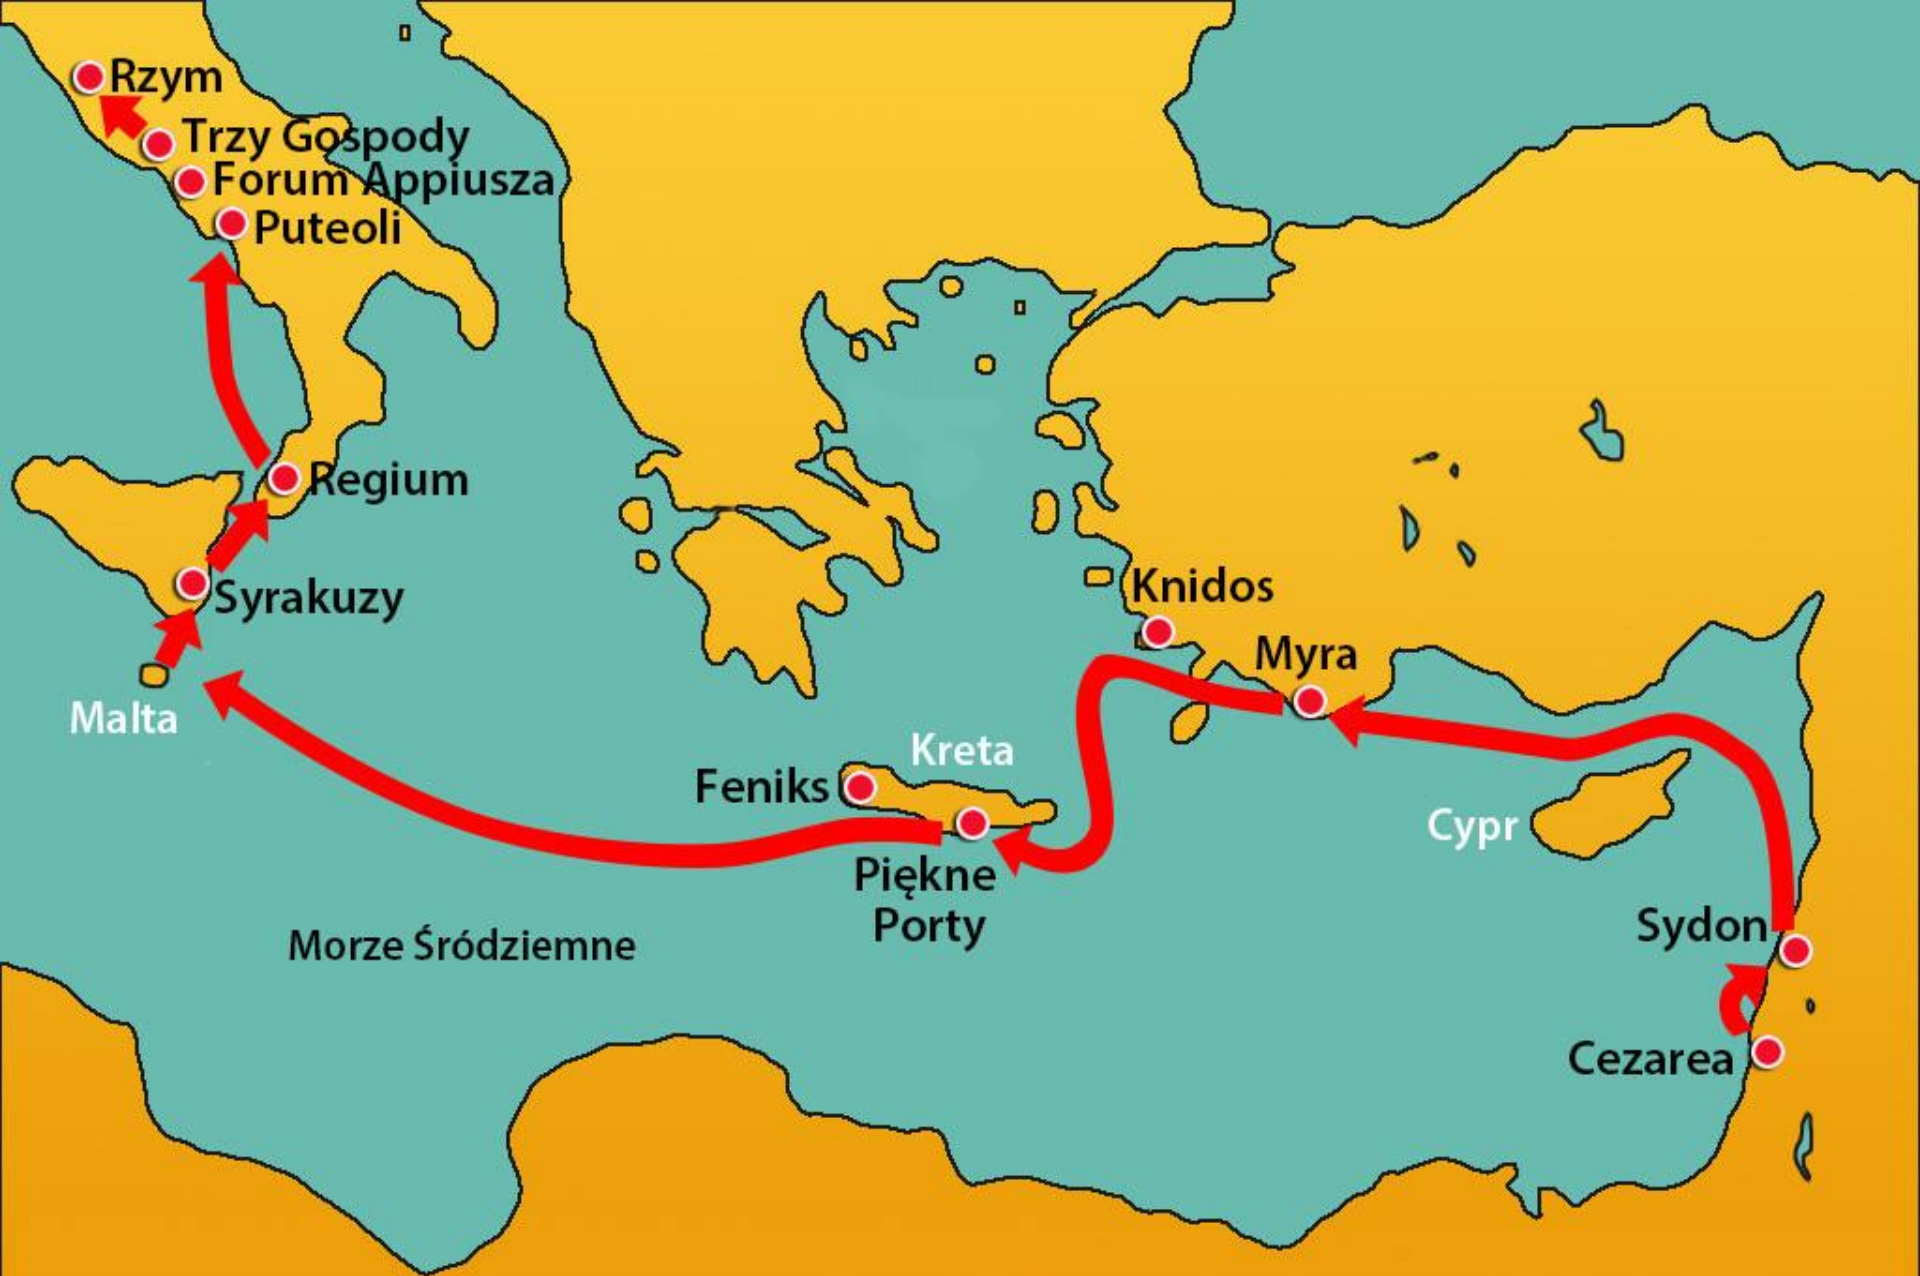 Rzym
Trzy Gospody
Forum Appiusza
Puteoli
Regium
Syrakuzy
Malta
Knidos
Myra
Kreta
Feniks
Piękne
Porty
Cypr
Sydon
Cezarea
Morze Śródziemne